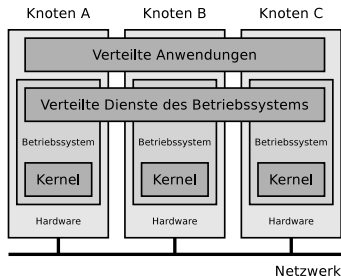 Knoten A Knoten B Knoten C
Verteilte Anwendungen
Verteilte Dienste des Betriebssystems
Betriebssystem Betriebssystem Betriebssystem
Kernel Kernel Kernel
Hardware Hardware Hardware
Netzwerk